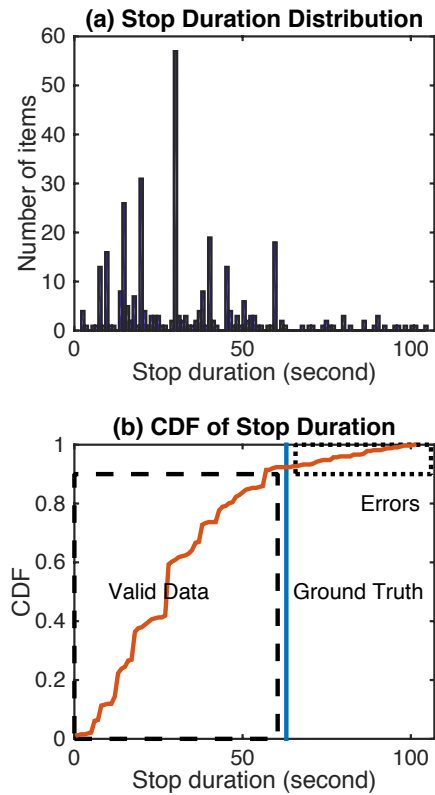 (a) Stop Duration Distribution
60
50
40
30
20
10
0
Number of items
0 50 100
Stop duration (second)
(b) CDF of Stop Duration
1
0.8
0.6
0.4
0.2
0
CDF
Errors
Valid Data Ground Truth
0 50 100
Stop duration (second)